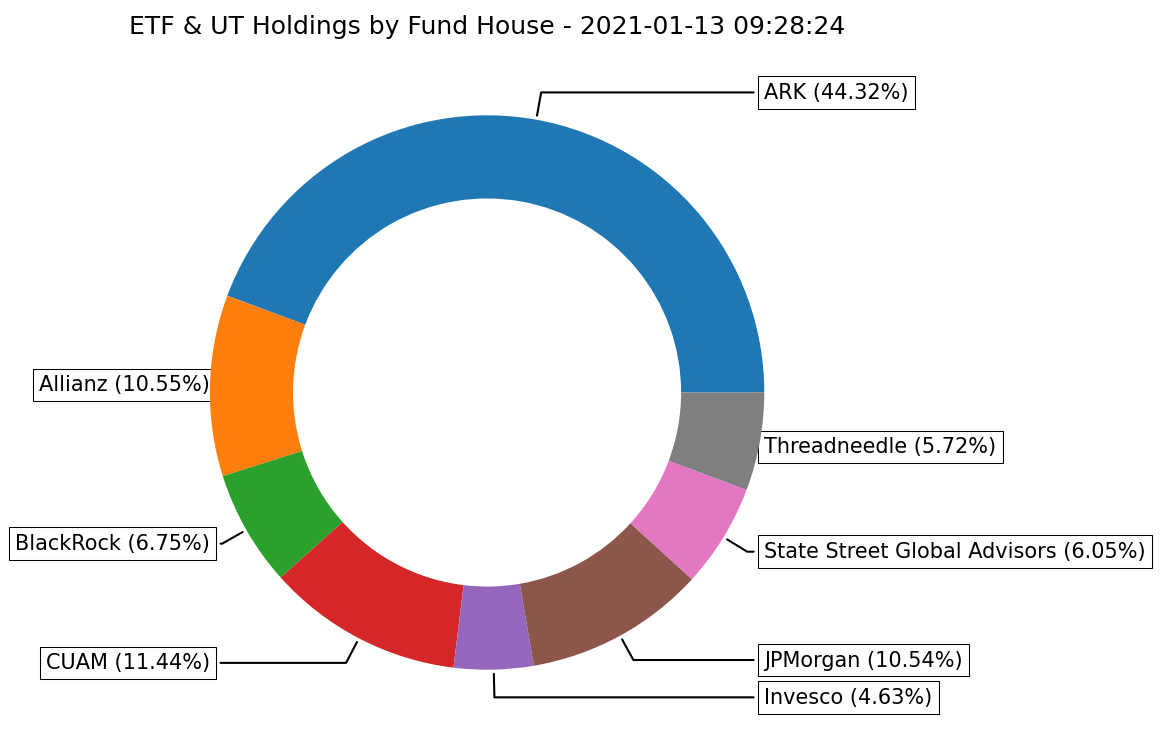 ETF & UT Holdings by Fund House - 2021-01-13 09:28:24
ARK (44.32%)
Allianz (10.55%)
Threadneedle (5.72%)
BlackRock (6.75%)
State Street Global Advisors (6.05%)
CUAM (11.44%)
JPMorgan (10.54%)
Invesco (4.63%)